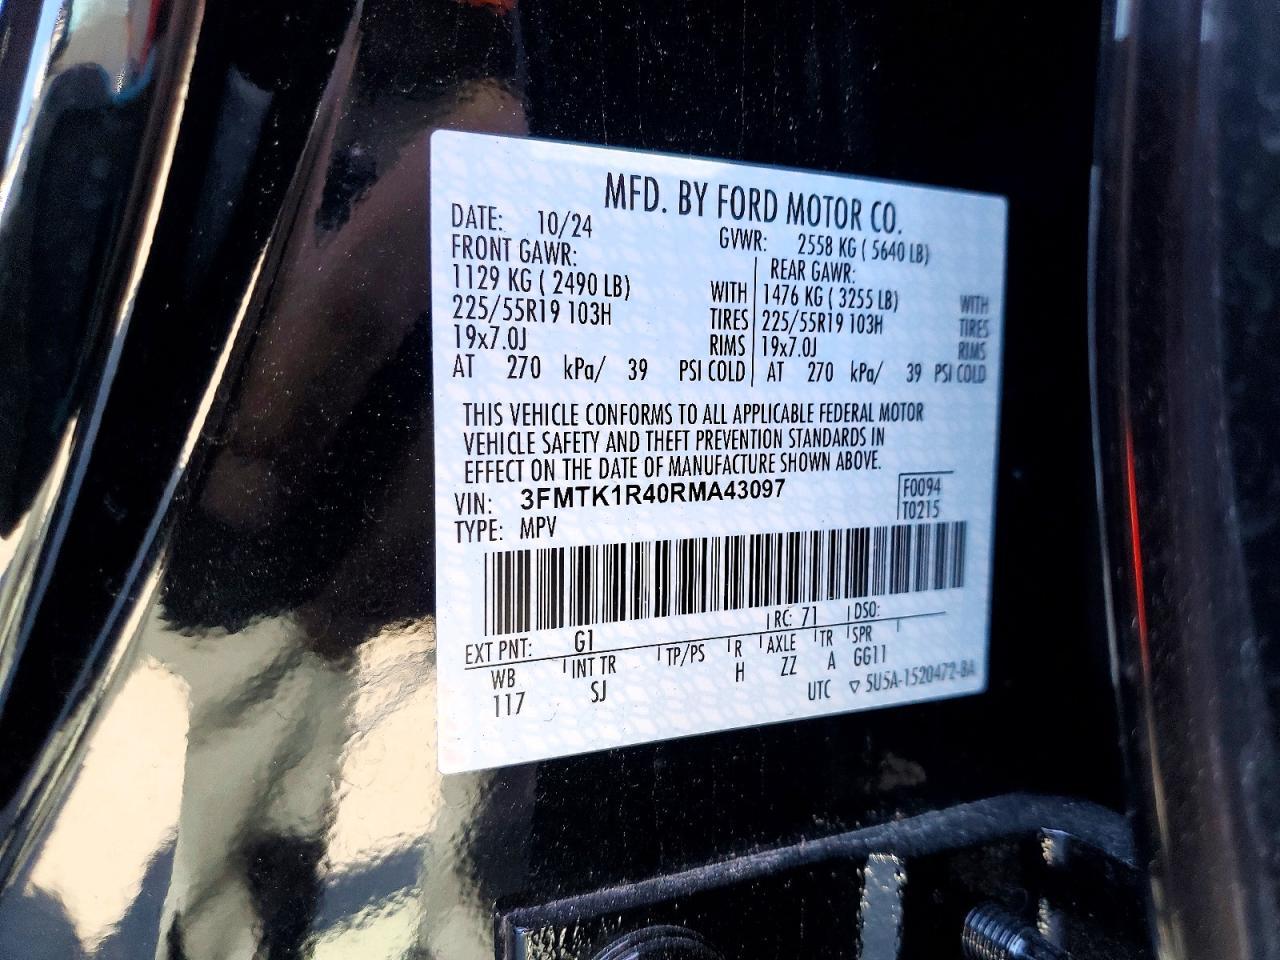 MFD. BY FORD MOTOR CO.
DATE: 10/24 GVWR: 2558 KG ( 5640 LB)
FRONT GAWR: REAR GAWR:
1129 KG ( 2490 LB) WITH 1476 KG ( 3255 LB) WITH
225/55R19 103H TIRES 225/55R19 103H TIRES
19x7.0J RIMS 19x7.0J RIMS
AT 270 kPa/ 39 PSI COLD AT 270 kPa/ 39 PSI COLD
THIS VEHICLE CONFORMS TO ALL APPLICABLE FEDERAL MOTOR
VEHICLE SAFETY AND THEFT PREVENTION STANDARDS IN
EFFECT ON THE DATE OF MANUFACTURE SHOWN ABOVE.
VIN: 3FMTK1R40RMA43097 F0094
TYPE: MPV T0215
EXT PNT: G1 RC: 71 DSO:
WB INT TR TP/PS R AXLE TR SPR
117 SJ H ZZ A GG11
UTC ▽ 5U5A-1520472-BA